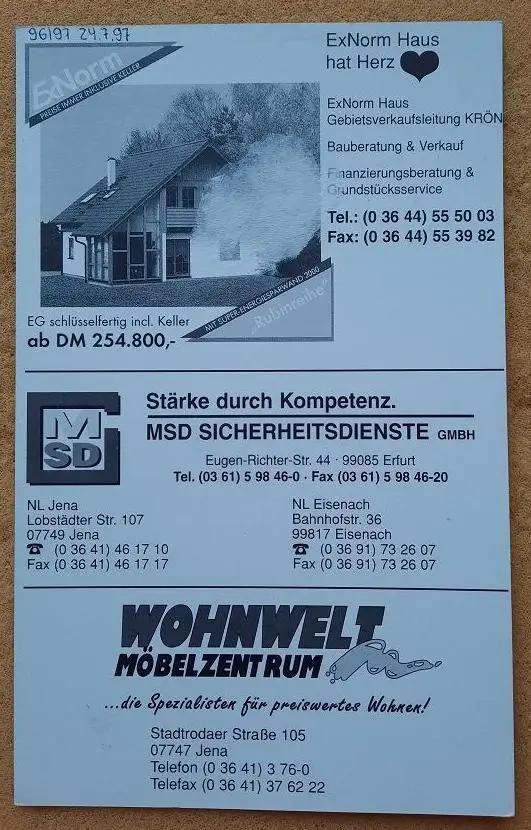 96197 24.7.97
ExNorm
PREISE IMMER INKLUSIVE KELLER
ExNorm Haus
hat Herz
ExNorm Haus
Gebietsverkaufsleitung KRÖN
Bauberatung & Verkauf
Finanzierungsberatung &
Grundstücksservice
Tel.: (0 36 44) 55 50 03
Fax: (0 36 44) 55 39 82
MIT SUPER-ENERGIESPARWAND 2000
„Rubinreihe"
EG schlüsselfertig incl. Keller
ab DM 254.800,-
MSD
Stärke durch Kompetenz.
MSD SICHERHEITSDIENSTE GMBH
Eugen-Richter-Str. 44 · 99085 Erfurt
Tel. (03 61) 5 98 46-0 · Fax (03 61) 5 98 46-20
NL Jena
Lobstädter Str. 107
07749 Jena
☎ (0 36 41) 46 17 10
Fax (0 36 41) 46 17 17
NL Eisenach
Bahnhofstr. 36
99817 Eisenach
☎ (0 36 91) 73 26 07
Fax (0 36 91) 73 26 07
WOHNWELT
MÖBELZENTRUM
...die Spezialisten für preiswertes Wohnen!
Stadtrodaer Straße 105
07747 Jena
Telefon (0 36 41) 3 76-0
Telefax (0 36 41) 37 62 22